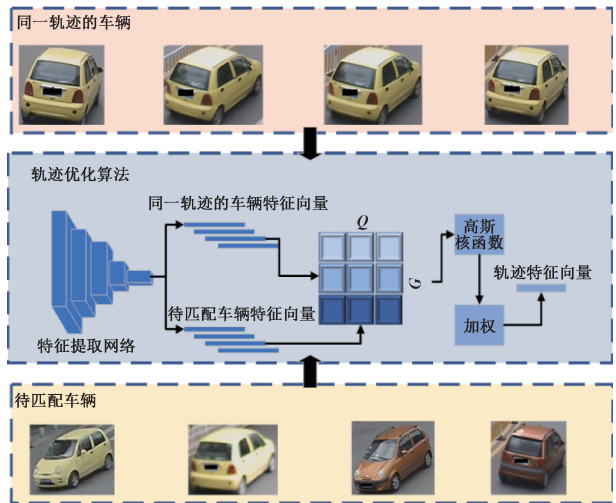 同一轨迹的车辆
轨迹优化算法
同一轨迹的车辆特征向量
Q
G
高斯
核函数
轨迹特征向量
待匹配车辆特征向量
加权
特征提取网络
待匹配车辆